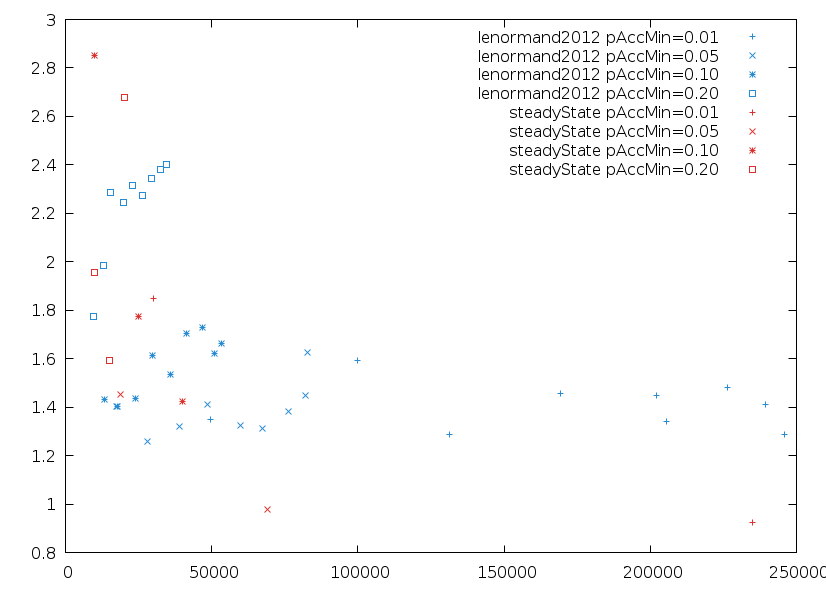 3
2.8
2.6
2.4
2.2
2
1.8
1.6
1.4
1.2
1
0.8
lenormand2012 pAccMin=0.01
lenormand2012 pAccMin=0.05
lenormand2012 pAccMin=0.10
lenormand2012 pAccMin=0.20
steadyState pAccMin=0.01
steadyState pAccMin=0.05
steadyState pAccMin=0.10
steadyState pAccMin=0.20
0 50000 100000 150000 200000 250000